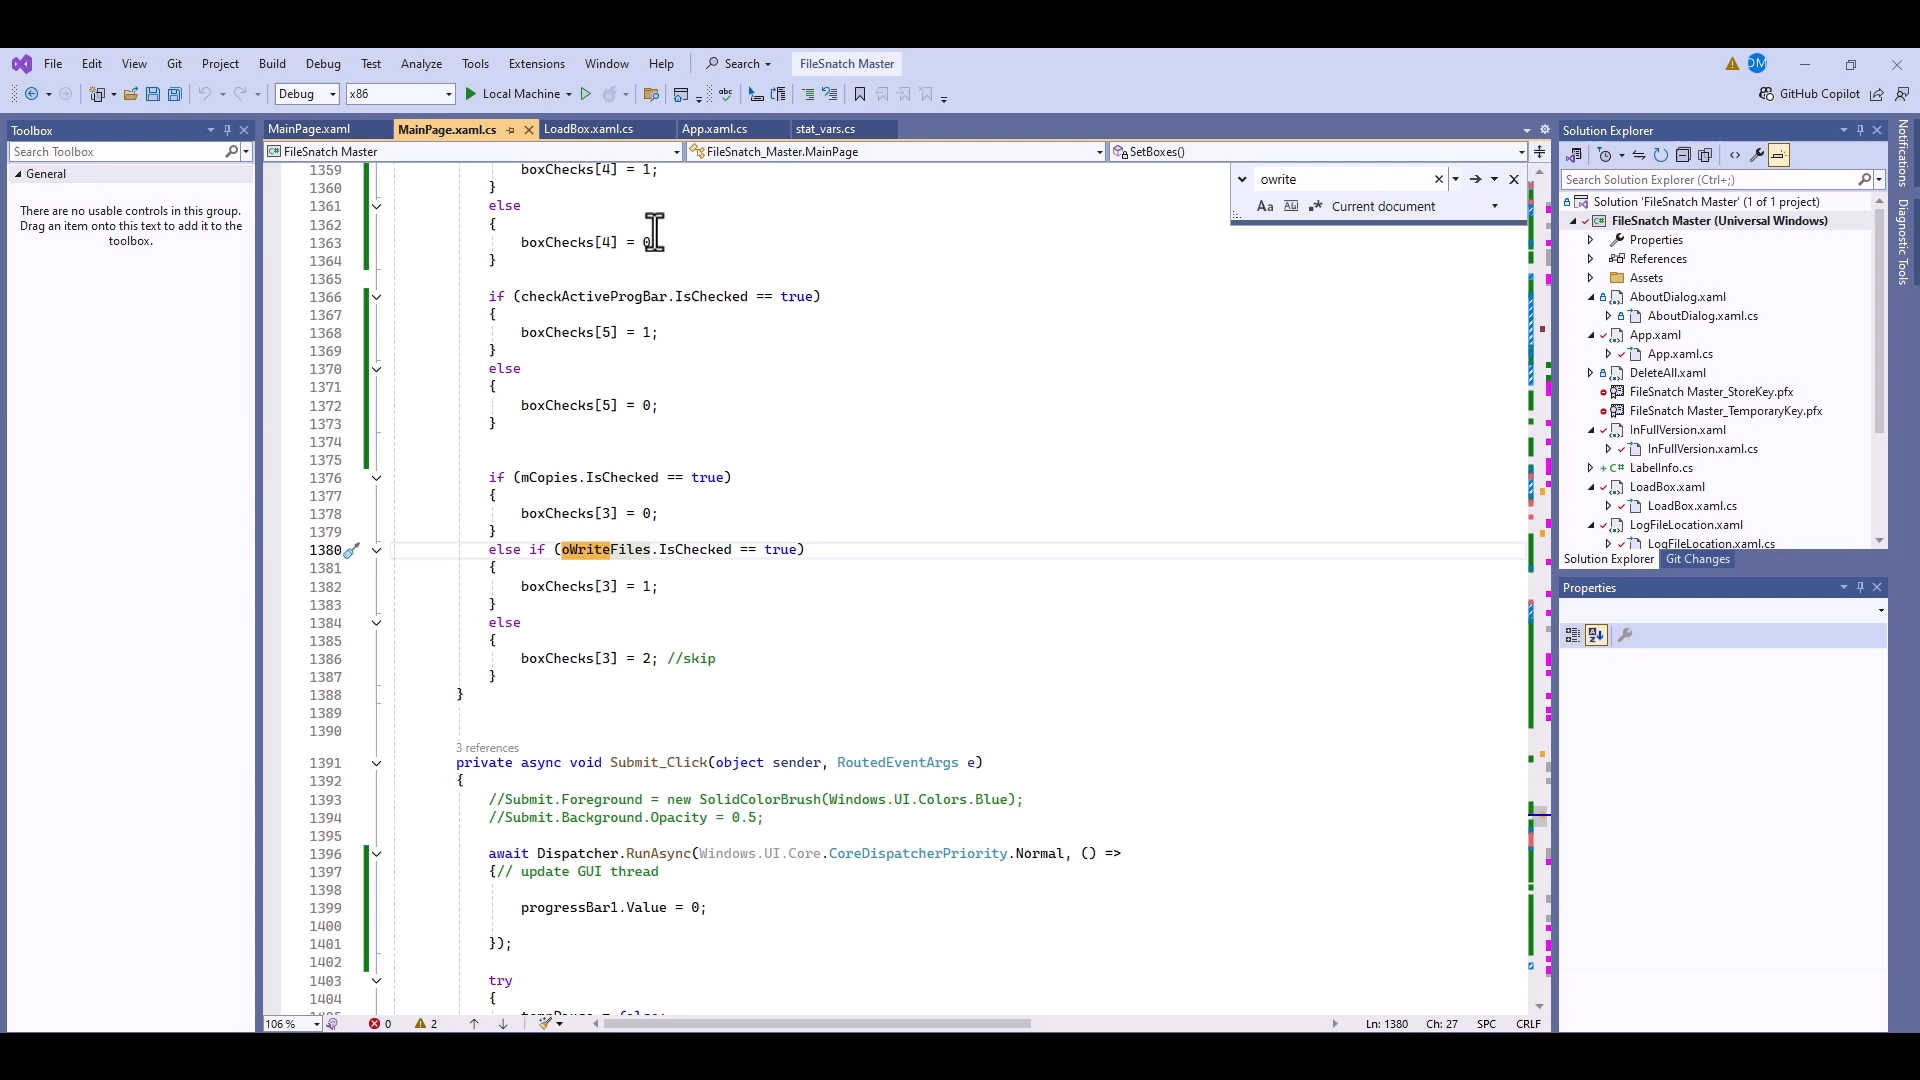 File Edit View Git Project Build Debug Test Analyze Tools Extensions Window Help Search FileSnatch Master DM
Debug x86 Local Machine GitHub Copilot
Toolbox
Search Toolbox
General
There are no usable controls in this group.
Drag an item onto this text to add it to the
toolbox.
MainPage.xaml MainPage.xaml.cs LoadBox.xaml.cs App.xaml.cs stat_vars.cs
FileSnatch Master FileSnatch_Master.MainPage SetBoxes()
owrite
Aa Ab Current document
1359 boxChecks[4] = 1;
1360 }
1361 else
1362 {
1363 boxChecks[4] = 0
1364 }
1365
1366 if (checkActiveProgBar.IsChecked == true)
1367 {
1368 boxChecks[5] = 1;
1369 }
1370 else
1371 {
1372 boxChecks[5] = 0;
1373 }
1374
1375
1376 if (mCopies.IsChecked == true)
1377 {
1378 boxChecks[3] = 0;
1379 }
1380 else if (oWriteFiles.IsChecked == true)
1381 {
1382 boxChecks[3] = 1;
1383 }
1384 else
1385 {
1386 boxChecks[3] = 2; //skip
1387 }
1388 }
1389
1390
3 references
1391 private async void Submit_Click(object sender, RoutedEventArgs e)
1392 {
1393 //Submit.Foreground = new SolidColorBrush(Windows.UI.Colors.Blue);
1394 //Submit.Background.Opacity = 0.5;
1395
1396 await Dispatcher.RunAsync(Windows.UI.Core.CoreDispatcherPriority.Normal, () =>
1397 {// update GUI thread
1398
1399 progressBar1.Value = 0;
1400
1401 });
1402
1403 try
1404 {
106 % 0 2 Ln: 1380 Ch: 27 SPC CRLF
Solution Explorer
Search Solution Explorer (Ctrl+;)
Solution 'FileSnatch Master' (1 of 1 project)
FileSnatch Master (Universal Windows)
Properties
References
Assets
AboutDialog.xaml
AboutDialog.xaml.cs
App.xaml
App.xaml.cs
DeleteAll.xaml
FileSnatch Master_StoreKey.pfx
FileSnatch Master_TemporaryKey.pfx
InFullVersion.xaml
InFullVersion.xaml.cs
LabelInfo.cs
LoadBox.xaml
LoadBox.xaml.cs
LogFileLocation.xaml
LogFileLocation.xaml.cs
Solution Explorer Git Changes
Properties
Notifications
Diagnostic Tools